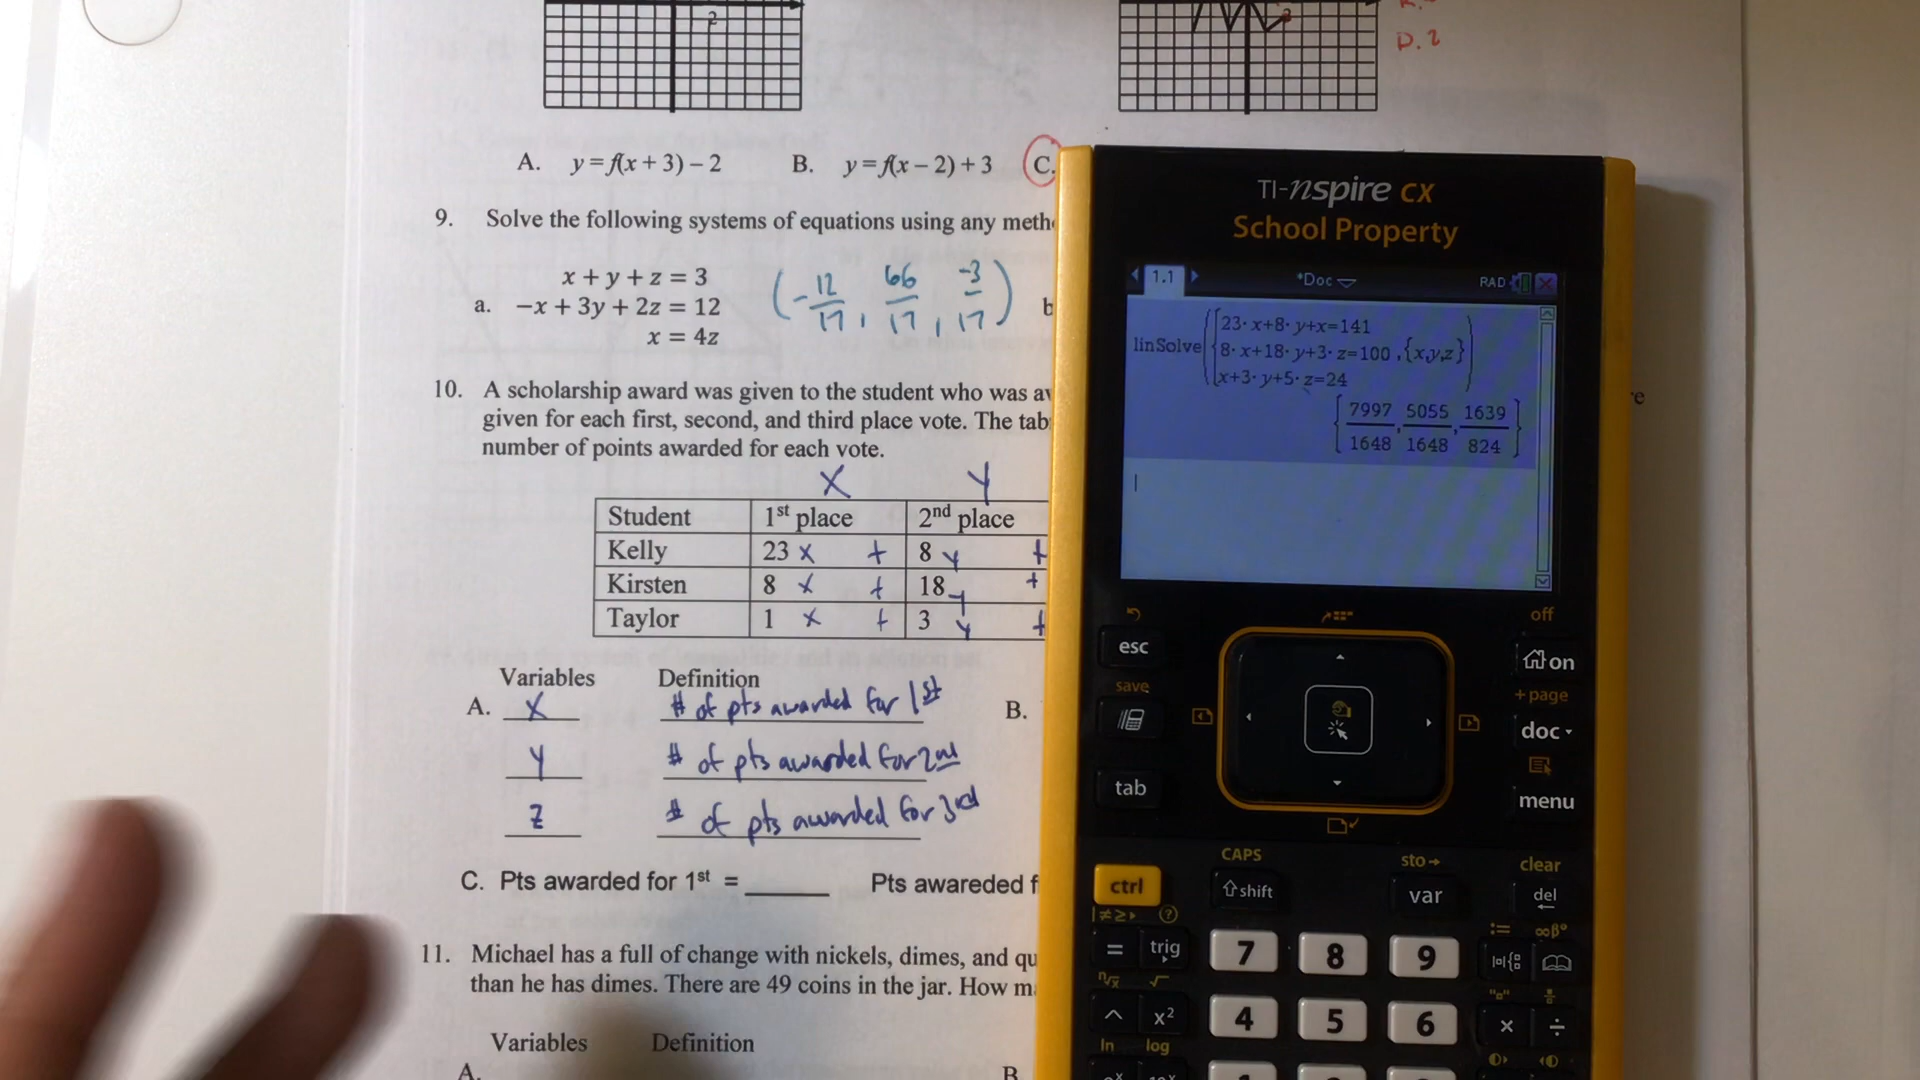 2
2
D. 2
A. y = f(x + 3) – 2 B. y = f(x – 2) + 3 C.
9. Solve the following systems of equations using any meth
x + y + z = 3
a. -x + 3y + 2z = 12
x = 4z
(-12/17, 66/17, -3/17)
b
10. A scholarship award was given to the student who was a
given for each first, second, and third place vote. The tab
number of points awarded for each vote.
X Y
Student 1st place 2nd place
Kelly 23 x + 8 y +
Kirsten 8 x + 18 y +
Taylor 1 x + 3 y +
Variables Definition
A. X # of pts awarded for 1st B.
Y # of pts awarded for 2nd
Z # of pts awarded for 3rd
C. Pts awarded for 1st = Pts awareded f
11. Michael has a full of change with nickels, dimes, and qu
than he has dimes. There are 49 coins in the jar. How m
Variables Definition
A. B
e
TI-nspire CX
School Property
1.1 *Doc RAD
linSolve({23·x+8·y+x=141
8·x+18·y+3·z=100 ,{x,y,z})
x+3·y+5·z=24
{7997/1648, 5055/1648, 1639/824}
off
esc on
save +page
doc
tab menu
CAPS sto→ clear
ctrl shift var del
|≠≥▸ ? := ∞β°
= trig 7 8 9 |□|{
n√x √ "□"
^ x² 4 5 6 × ÷
ln log